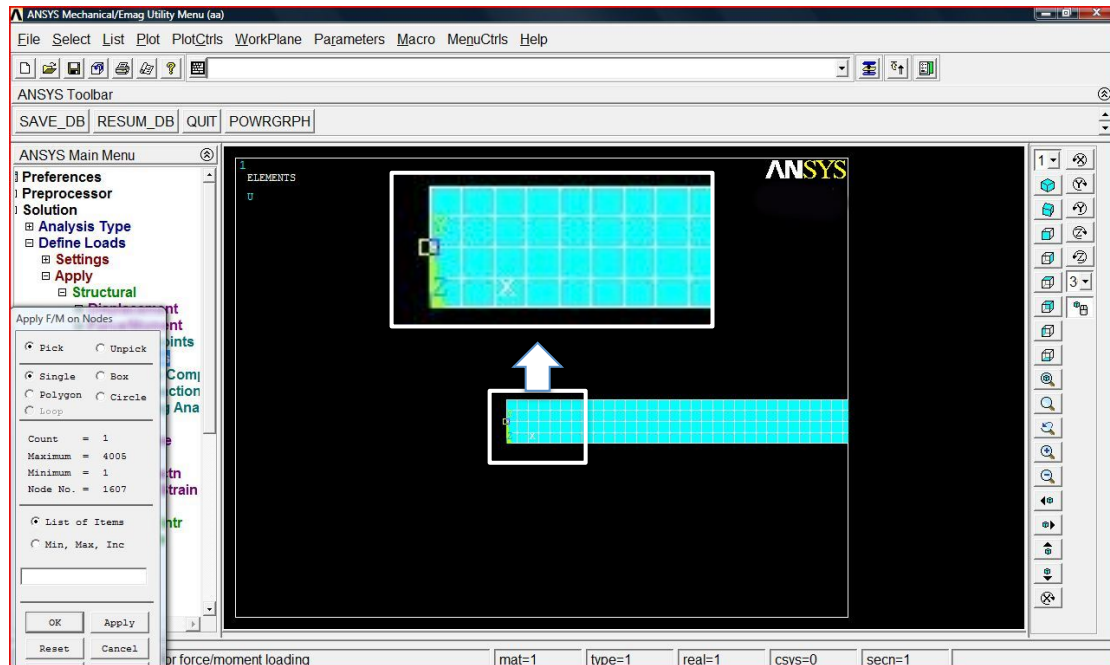 ANSYS Mechanical/Emag Utility Menu (aa)
File Select List Plot PlotCtrls WorkPlane Parameters Macro MenuCtrls Help
ANSYS Toolbar
SAVE_DB RESUM_DB QUIT POWRGRPH
ANSYS Main Menu
Preferences
Preprocessor
Solution
Analysis Type
Define Loads
Settings
Apply
Structural
Apply F/M on Nodes
Pick Unpick
Single Box
Polygon Circle
Loop
Count = 1
Maximum = 4005
Minimum = 1
Node No. = 1607
List of Items
Min, Max, Inc
OK Apply
Reset Cancel
1
ELEMENTS
U
ANSYS
Y
Z X
Z X
1
3
force/moment loading
mat=1 type=1 real=1 csys=0 secn=1